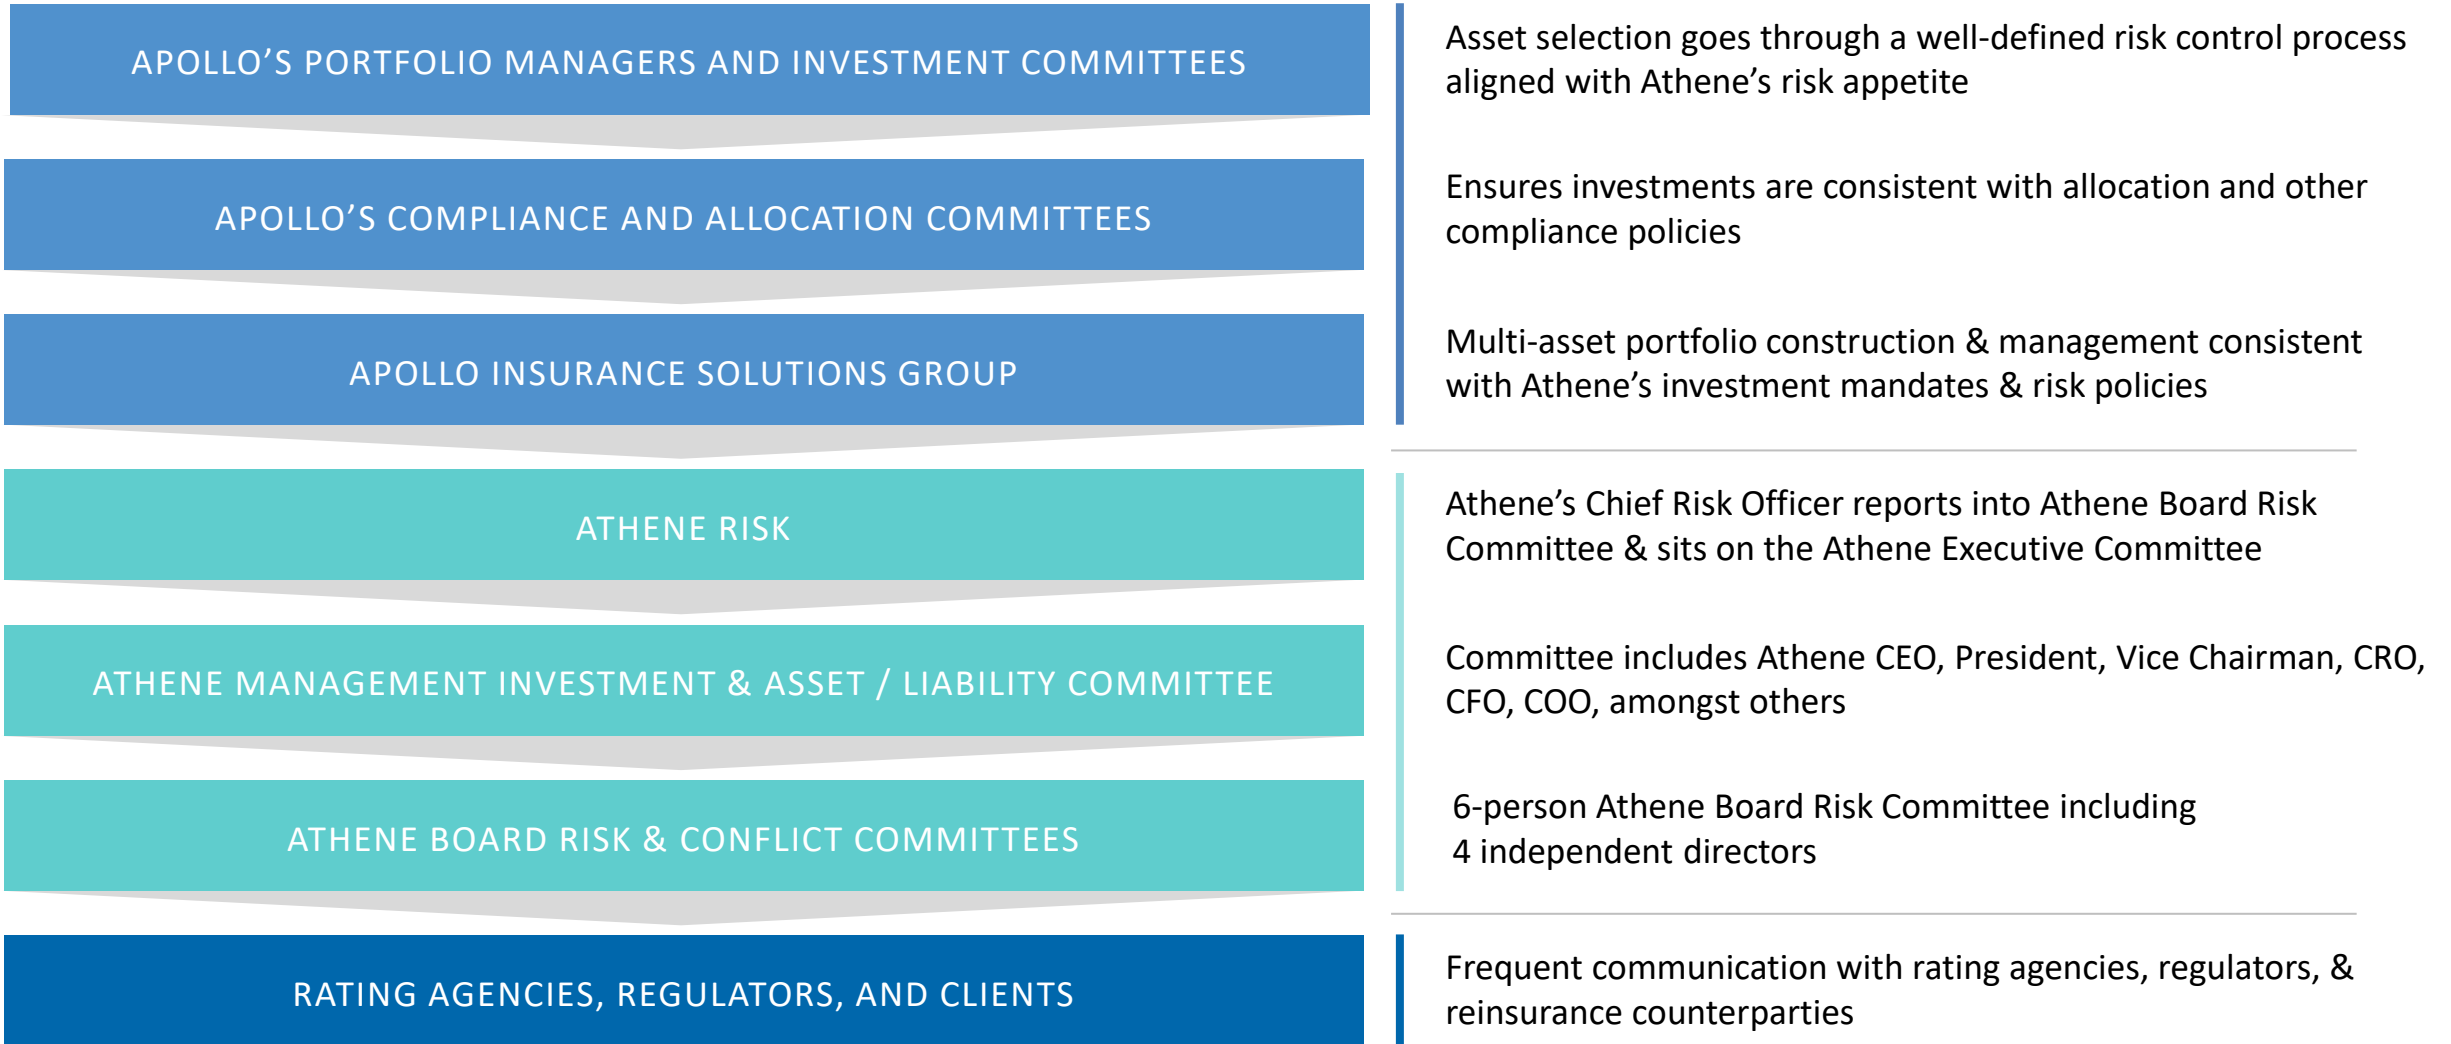 APOLLO’S PORTFOLIO MANAGERS AND INVESTMENT COMMITTEES
Asset selection goes through a well-defined risk control process
aligned with Athene’s risk appetite
APOLLO’S COMPLIANCE AND ALLOCATION COMMITTEES
Ensures investments are consistent with allocation and other
compliance policies
APOLLO INSURANCE SOLUTIONS GROUP
Multi-asset portfolio construction & management consistent
with Athene’s investment mandates & risk policies
ATHENE RISK
Athene’s Chief Risk Officer reports into Athene Board Risk
Committee & sits on the Athene Executive Committee
ATHENE MANAGEMENT INVESTMENT & ASSET / LIABILITY COMMITTEE
Committee includes Athene CEO, President, Vice Chairman, CRO,
CFO, COO, amongst others
ATHENE BOARD RISK & CONFLICT COMMITTEES
6-person Athene Board Risk Committee including
4 independent directors
RATING AGENCIES, REGULATORS, AND CLIENTS
Frequent communication with rating agencies, regulators, &
reinsurance counterparties